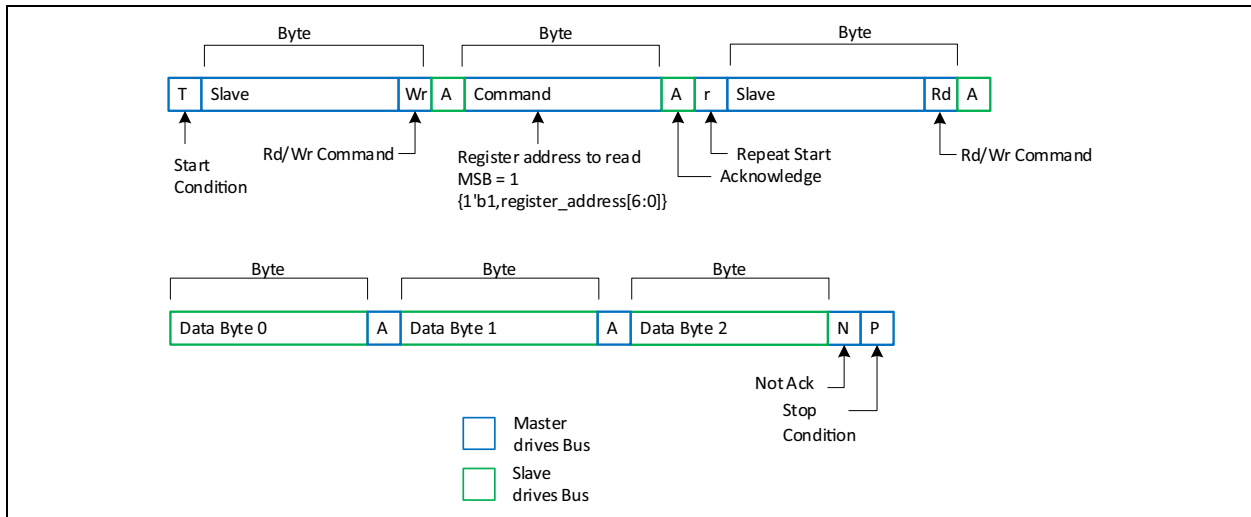 Byte Byte Byte
T Slave Wr A Command A r Slave Rd A
Start
Condition
Rd/Wr Command
Register address to read
MSB = 1
{1'b1,register_address[6:0]}
Repeat Start
Acknowledge
Rd/Wr Command
Byte Byte Byte
Data Byte 0 A Data Byte 1 A Data Byte 2 N P
Not Ack
Stop
Condition
Master
drives Bus
Slave
drives Bus